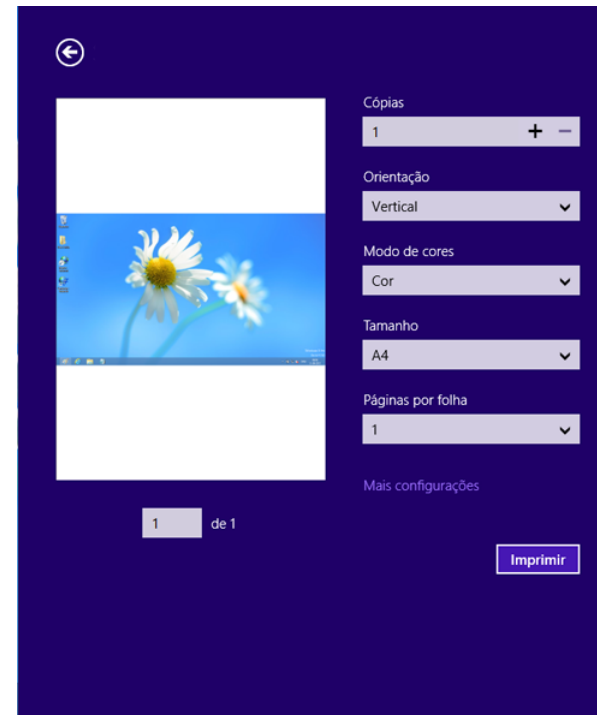 Cópias
1
Orientação
Vertical
Modo de cores
Cor
Tamanho
A4
Páginas por folha
1
Mais configurações
1 de 1
Imprimir